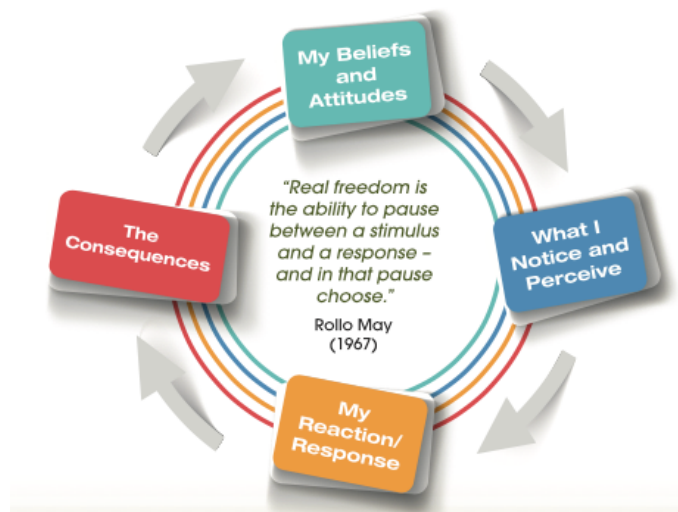 My Beliefs
and
Attitudes
What I
Notice and
Perceive
My
Reaction/
Response
The
Consequences
“Real freedom is
the ability to pause
between a stimulus
and a response –
and in that pause
choose.”
Rollo May
(1967)